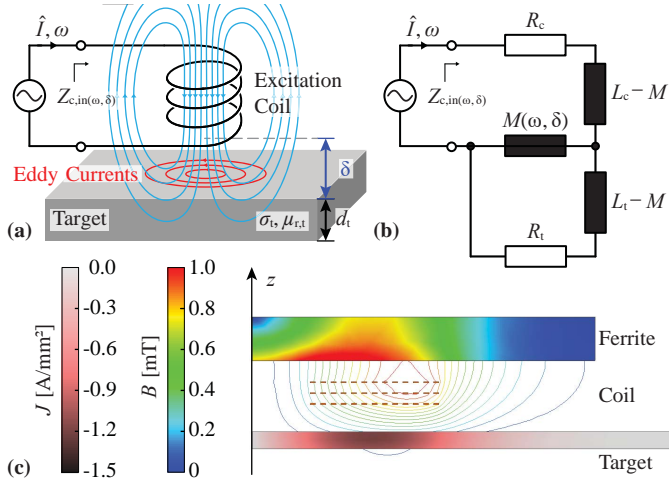 Î, ω
Z_c,in(ω, δ)
Excitation
Coil
Eddy Currents
δ
Target
σ_t, μ_r,t
d_t
(a)
Î, ω
R_c
Z_c,in(ω, δ)
L_c – M
M(ω, δ)
L_t – M
R_t
(b)
J [A/mm²]
0.0
-0.3
-0.6
-0.9
-1.2
-1.5
B [mT]
1.0
0.8
0.6
0.4
0.2
0
z
Ferrite
Coil
Target
(c)